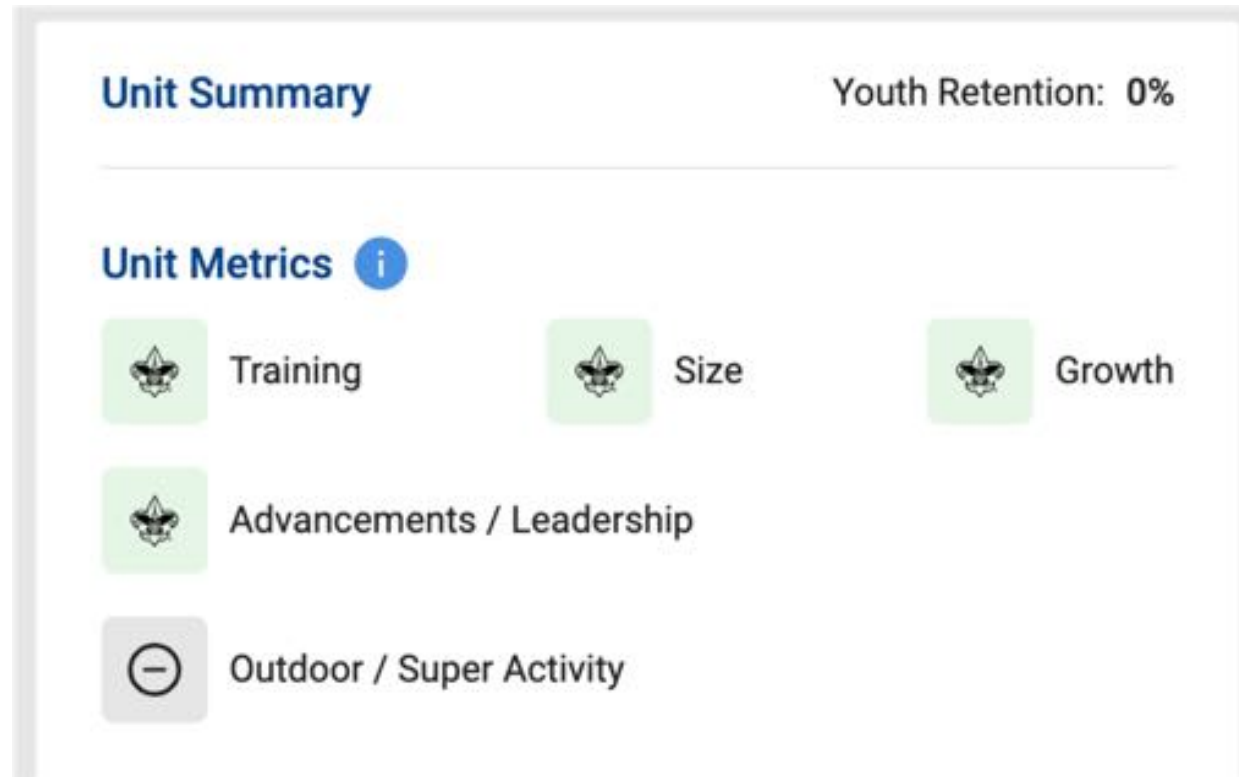 Unit Summary
Youth Retention: 0%
Unit Metrics i
Training
Size
Growth
Advancements / Leadership
Outdoor / Super Activity